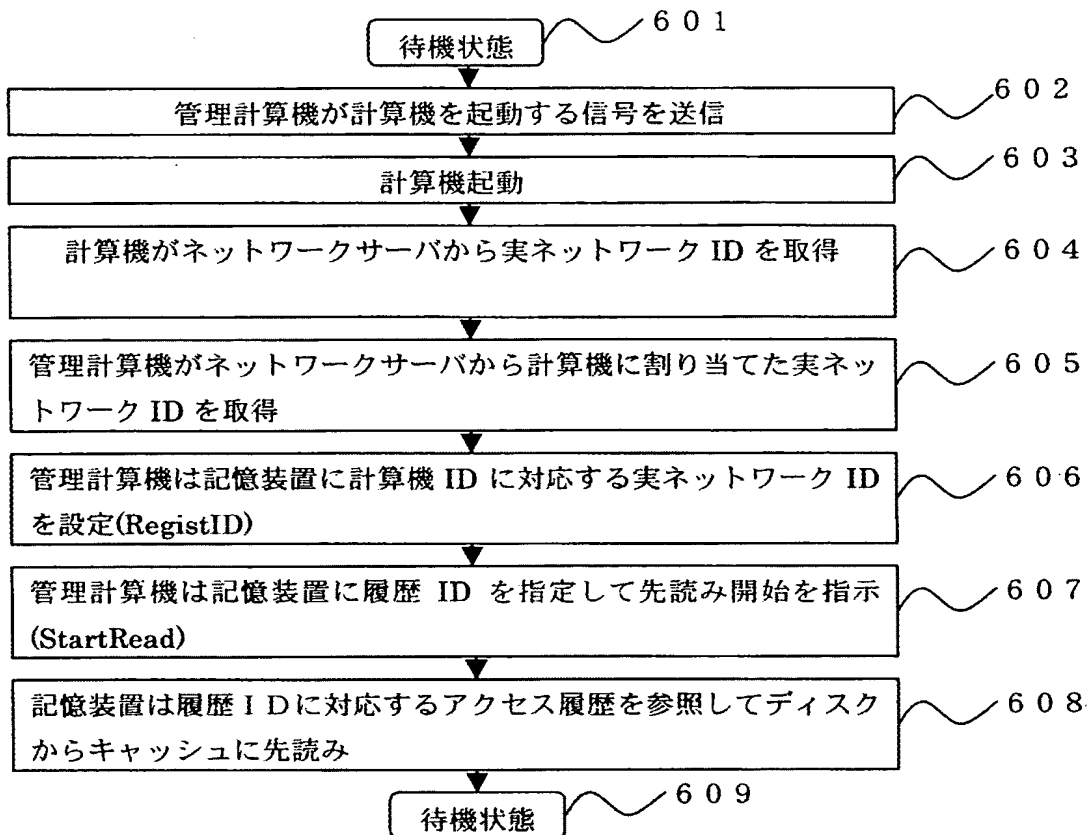 待機状態
６０１
管理計算機が計算機を起動する信号を送信
６０２
計算機起動
６０３
計算機がネットワークサーバから実ネットワーク ID を取得
６０４
管理計算機がネットワークサーバから計算機に割り当てた実ネッ
トワーク ID を取得
６０５
管理計算機は記憶装置に計算機 ID に対応する実ネットワーク ID
を設定(RegistID)
６０６
管理計算機は記憶装置に履歴 ID を指定して先読み開始を指示
(StartRead)
６０７
記憶装置は履歴ＩＤに対応するアクセス履歴を参照してディスク
からキャッシュに先読み
６０８
待機状態
６０９